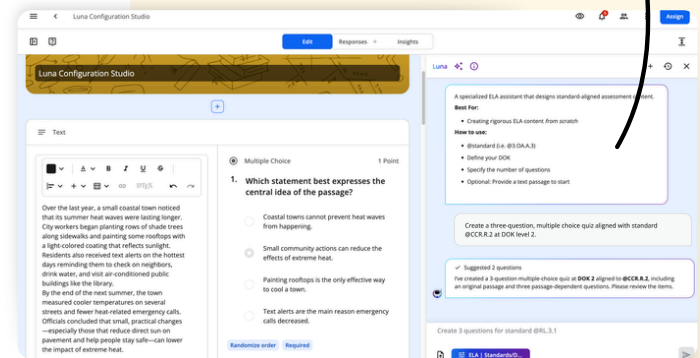 Luna Configuration Studio
Assign
Edit
Responses
Insights
Luna Configuration Studio
Text
Over the last year, a small coastal town noticed
that its summer heat waves were lasting longer.
City workers began planting rows of shade trees
along sidewalks and painting some rooftops with
a light-colored coating that reflects sunlight.
Residents also received text alerts on the hottest
days reminding them to check on neighbors,
drink water, and visit air-conditioned public
buildings like the library.
By the end of the next summer, the town
measured cooler temperatures on several
streets and fewer heat-related emergency calls.
Officials concluded that small, practical changes
—especially those that reduce direct sun on
pavement and help people stay safe—can lower
the impact of extreme heat.
Multiple Choice
1 Point
1. Which statement best expresses the
central idea of the passage?
Coastal towns cannot prevent heat waves
from happening.
Small community actions can reduce the
effects of extreme heat.
Painting rooftops is the only effective way
to cool a town.
Text alerts are the main reason emergency
calls decreased.
Randomize order
Required
Luna
A specialized ELA assistant that designs standard-aligned assessment content.
Best For:
• Creating rigorous ELA content from scratch
How to use:
• @standard (i.e. @3.OA.A.3)
• Define your DOK
• Specify the number of questions
• Optional: Provide a text passage to start
Create a three-question, multiple choice quiz aligned with standard
@CCR.R.2 at DOK level 2.
Suggested 2 questions
I've created a 3-question multiple-choice quiz at DOK 2 aligned to @CCR.R.2, including
an original passage and three passage-dependent questions. Please review the items.
Create 3 questions for standard @RL.3.1
ELA | Standards/D...